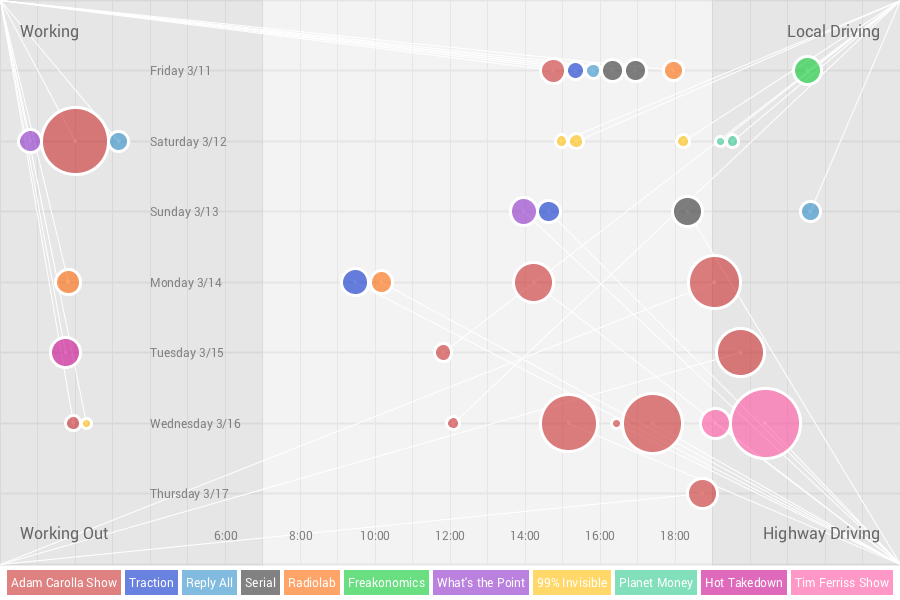 Working Local Driving
Friday 3/11
Saturday 3/12
Sunday 3/13
Monday 3/14
Tuesday 3/15
Wednesday 3/16
Thursday 3/17
Working Out 6:00 8:00 10:00 12:00 14:00 16:00 18:00 Highway Driving
Adam Carolla Show Traction Reply All Serial Radiolab Freakonomics What's the Point 99% Invisible Planet Money Hot Takedown Tim Ferriss Show